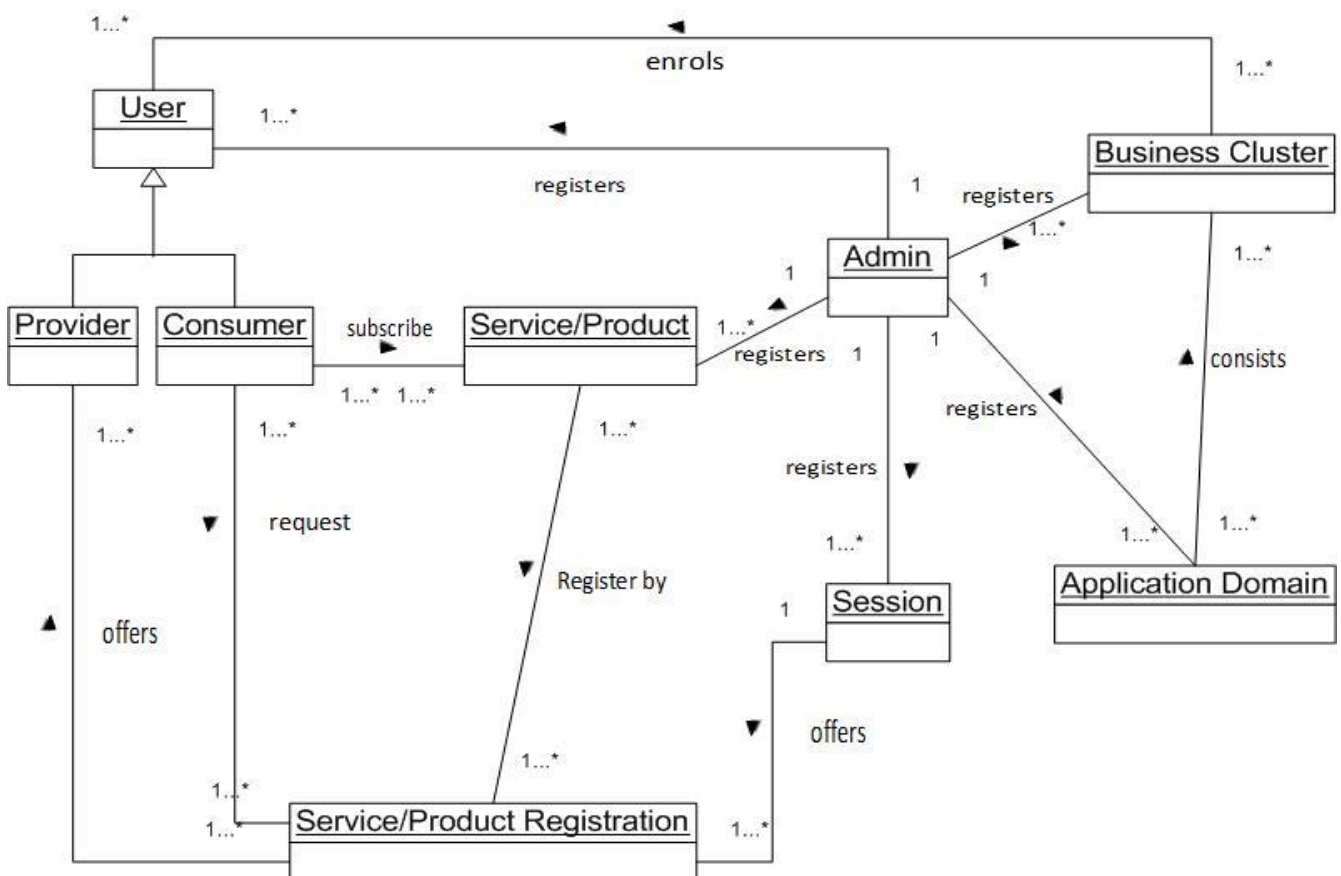 1...*
enrols
1...*
User
1...*
Business Cluster
registers
1
registers
1...*
1...*
Admin
1
1
Provider
Consumer
subscribe
Service/Product
1...*
registers
1
1
consists
1...*
1...*
registers
1...*
1...*
1...*
registers
request
1...*
1...*
1...*
Register by
Application Domain
Session
1
offers
offers
1...*
1...*
1...*
1...*
Service/Product Registration